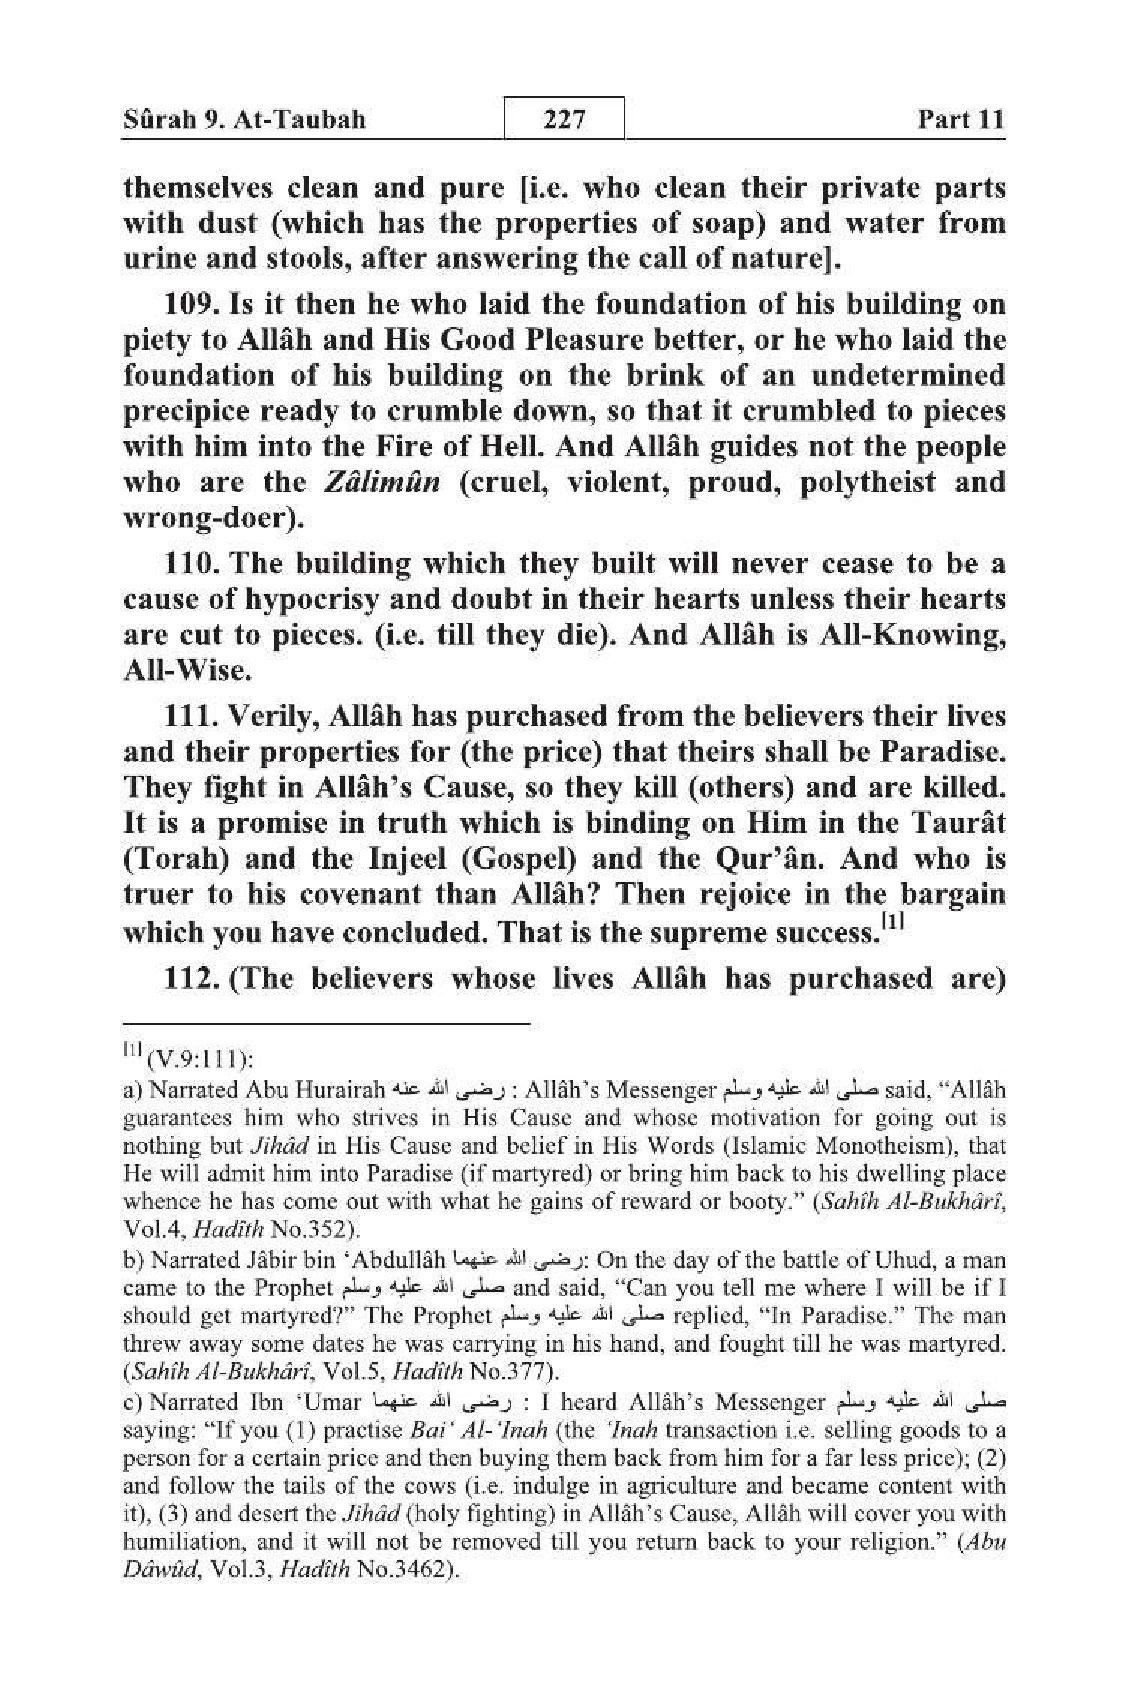 Sûrah 9. At-Taubah 227 Part 11
themselves clean and pure [i.e. who clean their private parts
with dust (which has the properties of soap) and water from
urine and stools, after answering the call of nature].
109. Is it then he who laid the foundation of his building on
piety to Allâh and His Good Pleasure better, or he who laid the
foundation of his building on the brink of an undetermined
precipice ready to crumble down, so that it crumbled to pieces
with him into the Fire of Hell. And Allâh guides not the people
who are the Zâlimûn (cruel, violent, proud, polytheist and
wrong-doer).
110. The building which they built will never cease to be a
cause of hypocrisy and doubt in their hearts unless their hearts
are cut to pieces. (i.e. till they die). And Allâh is All-Knowing,
All-Wise.
111. Verily, Allâh has purchased from the believers their lives
and their properties for (the price) that theirs shall be Paradise.
They fight in Allâh's Cause, so they kill (others) and are killed.
It is a promise in truth which is binding on Him in the Taurât
(Torah) and the Injeel (Gospel) and the Qur'ân. And who is
truer to his covenant than Allâh? Then rejoice in the bargain
which you have concluded. That is the supreme success.[1]
112. (The believers whose lives Allâh has purchased are)
[1] (V.9:111):
a) Narrated Abu Hurairah رضى الله عنه : Allâh's Messenger صلى الله عليه وسلم said, "Allâh
guarantees him who strives in His Cause and whose motivation for going out is
nothing but Jihâd in His Cause and belief in His Words (Islamic Monotheism), that
He will admit him into Paradise (if martyred) or bring him back to his dwelling place
whence he has come out with what he gains of reward or booty." (Sahîh Al-Bukhârî,
Vol.4, Hadîth No.352).
b) Narrated Jâbir bin 'Abdullâh رضى الله عنهما: On the day of the battle of Uhud, a man
came to the Prophet صلى الله عليه وسلم and said, "Can you tell me where I will be if I
should get martyred?" The Prophet صلى الله عليه وسلم replied, "In Paradise." The man
threw away some dates he was carrying in his hand, and fought till he was martyred.
(Sahîh Al-Bukhârî, Vol.5, Hadîth No.377).
c) Narrated Ibn 'Umar رضى الله عنهما : I heard Allâh's Messenger صلى الله عليه وسلم
saying: "If you (1) practise Bai' Al-'Inah (the 'Inah transaction i.e. selling goods to a
person for a certain price and then buying them back from him for a far less price); (2)
and follow the tails of the cows (i.e. indulge in agriculture and became content with
it), (3) and desert the Jihâd (holy fighting) in Allâh's Cause, Allâh will cover you with
humiliation, and it will not be removed till you return back to your religion." (Abu
Dâwûd, Vol.3, Hadîth No.3462).